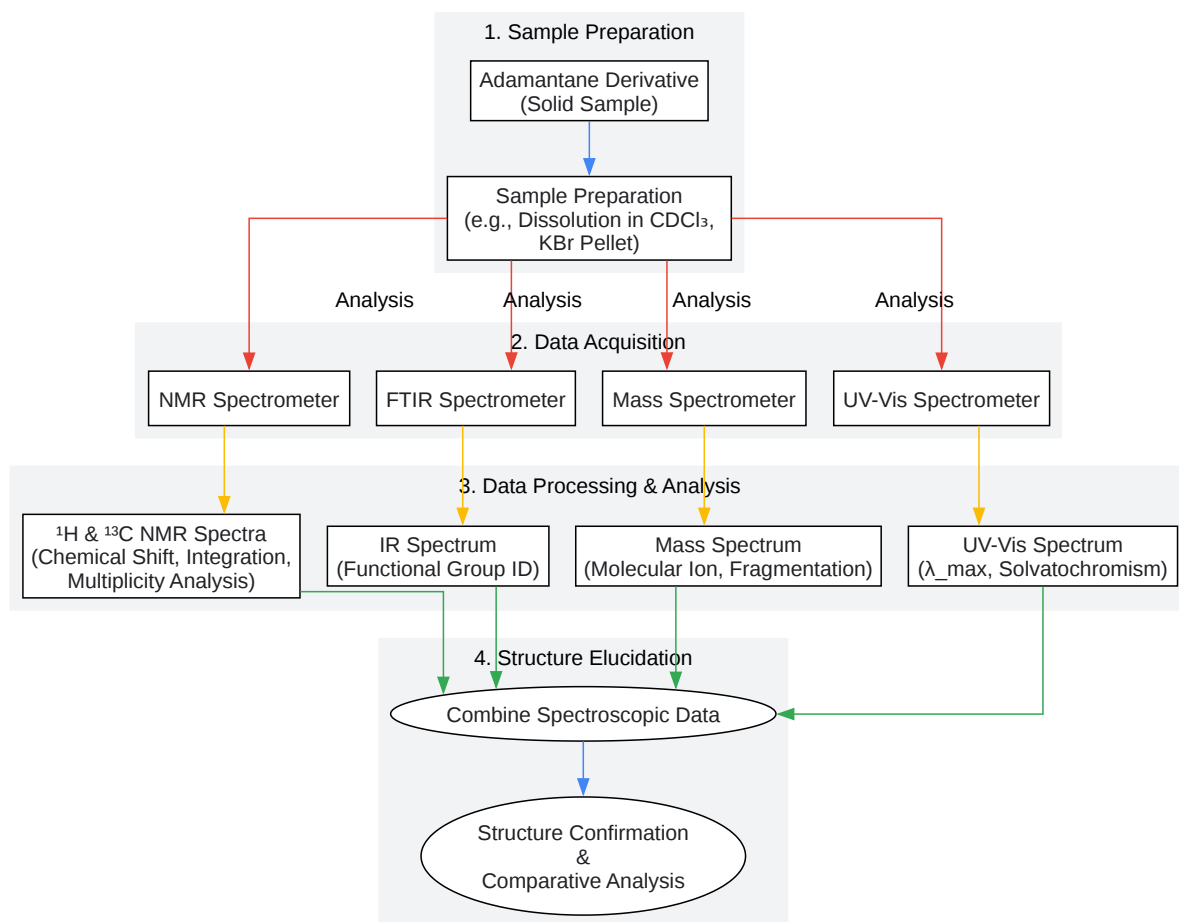 1. Sample Preparation
Adamantane Derivative
(Solid Sample)
Sample Preparation
(e.g., Dissolution in CDCl₃,
KBr Pellet)
Analysis
Analysis
Analysis
Analysis
2. Data Acquisition
NMR Spectrometer
FTIR Spectrometer
Mass Spectrometer
UV-Vis Spectrometer
3. Data Processing & Analysis
¹H & ¹³C NMR Spectra
(Chemical Shift, Integration,
Multiplicity Analysis)
IR Spectrum
(Functional Group ID)
Mass Spectrum
(Molecular Ion, Fragmentation)
UV-Vis Spectrum
(λ_max, Solvatochromism)
4. Structure Elucidation
Combine Spectroscopic Data
Structure Confirmation
&
Comparative Analysis